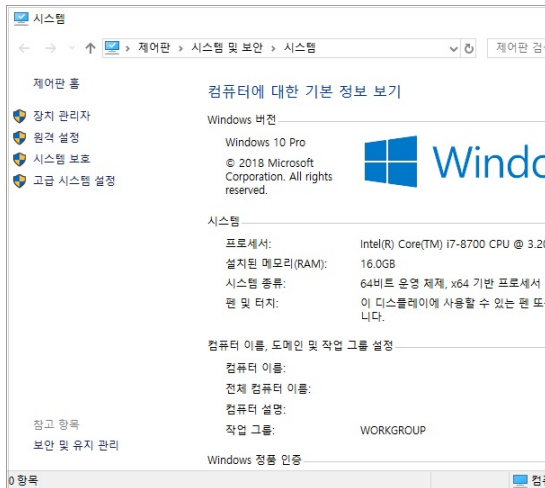 시스템
제어판 › 시스템 및 보안 › 시스템
제어판
제어판 홈
장치 관리자
원격 설정
시스템 보호
고급 시스템 설정
컴퓨터에 대한 기본 정보 보기
Windows 버전
Windows 10 Pro
© 2018 Microsoft
Corporation. All rights
reserved.
시스템
프로세서: Intel(R) Core(TM) i7-8700 CPU @ 3.20
설치된 메모리(RAM): 16.0GB
시스템 종류: 64비트 운영 체제, x64 기반 프로세서
펜 및 터치: 이 디스플레이에 사용할 수 있는 펜 또
니다.
컴퓨터 이름, 도메인 및 작업 그룹 설정
컴퓨터 이름:
전체 컴퓨터 이름:
컴퓨터 설명:
작업 그룹: WORKGROUP
Windows 정품 인증
참고 항목
보안 및 유지 관리
0 항목